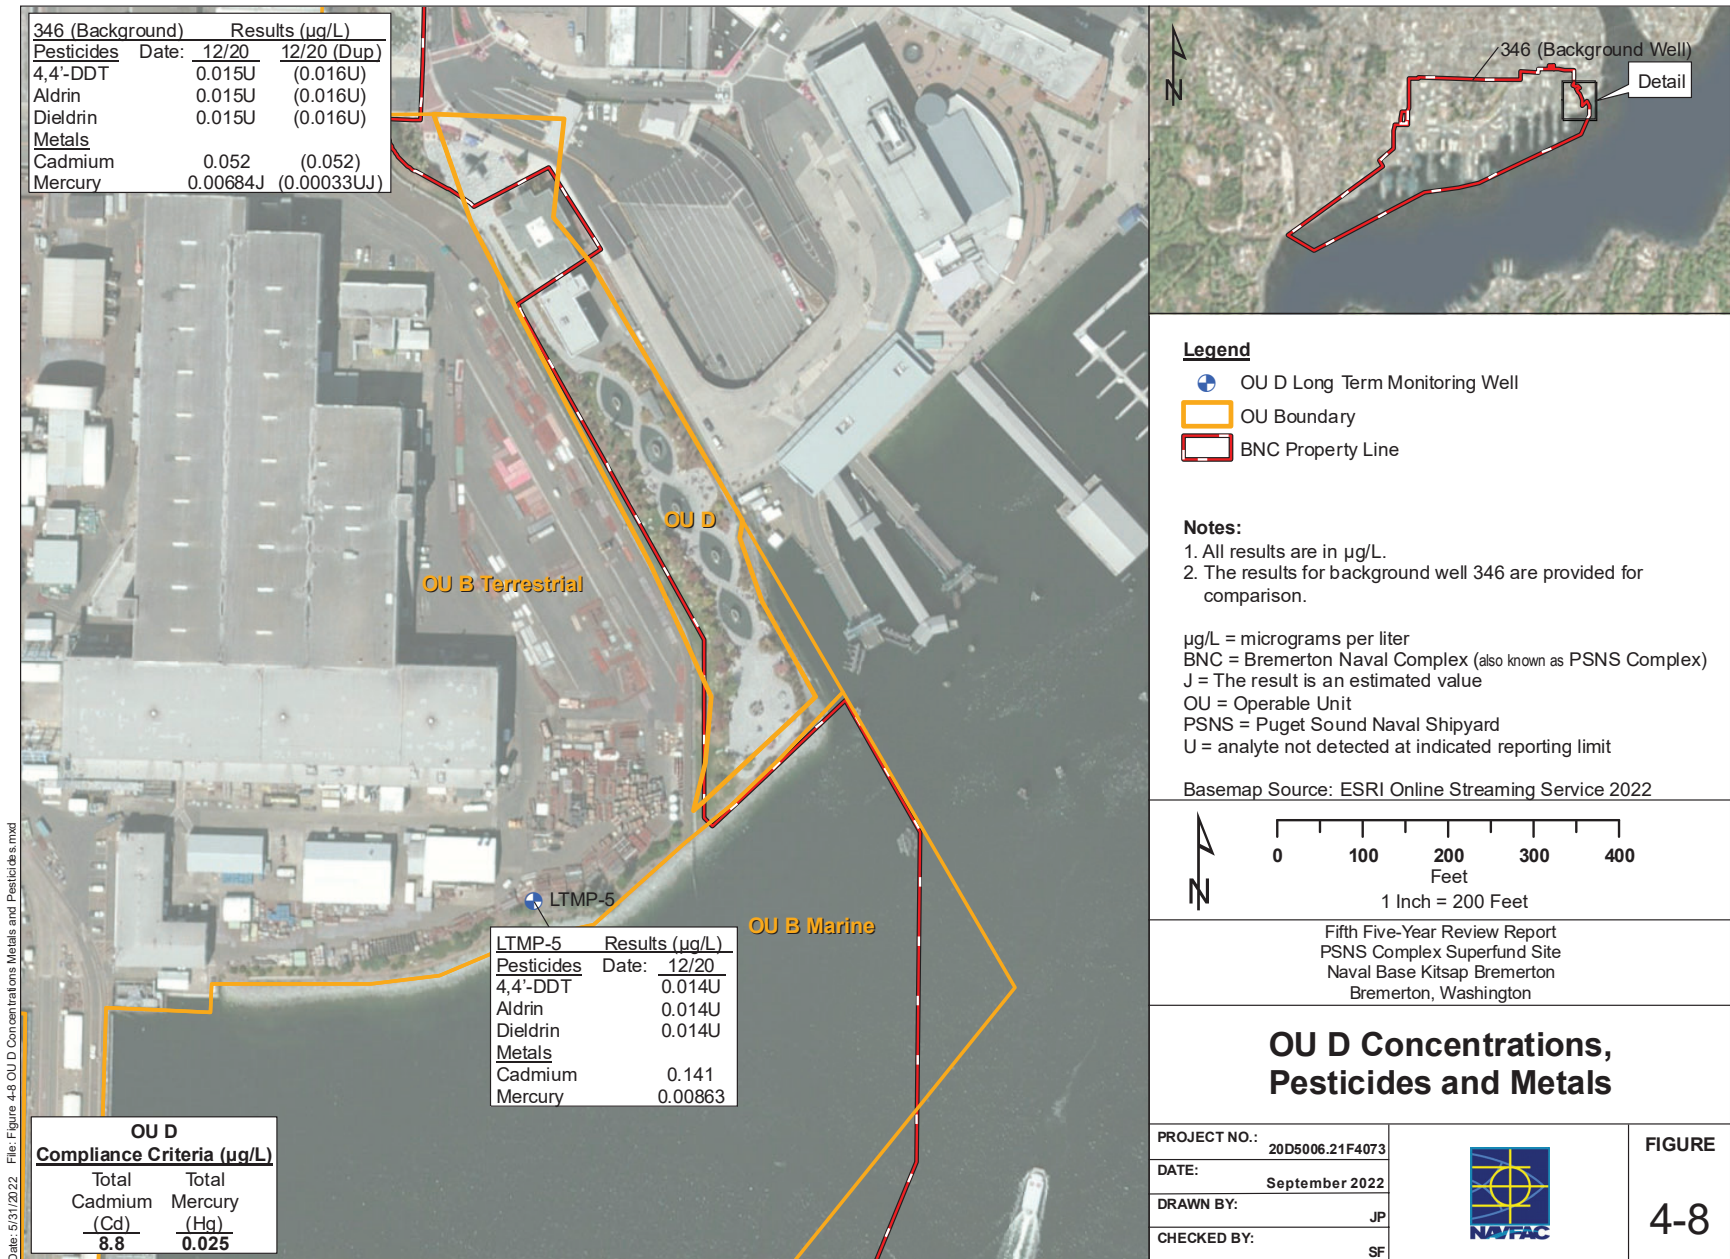 346 (Background) Results (µg/L)
Pesticides Date: 12/20 12/20 (Dup)
4,4'-DDT 0.015U (0.016U)
Aldrin 0.015U (0.016U)
Dieldrin 0.015U (0.016U)
Metals
Cadmium 0.052 (0.052)
Mercury 0.00684J (0.00033UJ)
OU D
OU B Terrestrial
OU B Marine
LTMP-5
LTMP-5 Results (µg/L)
Pesticides Date: 12/20
4,4'-DDT 0.014U
Aldrin 0.014U
Dieldrin 0.014U
Metals
Cadmium 0.141
Mercury 0.00863
OU D
Compliance Criteria (µg/L)
Total Total
Cadmium Mercury
(Cd) (Hg)
8.8 0.025
Date: 5/31/2022 File: Figure 4-8 OU D Concentrations Metals and Pesticides.mxd
N
346 (Background Well)
Detail
Legend
OU D Long Term Monitoring Well
OU Boundary
BNC Property Line
Notes:
1. All results are in µg/L.
2. The results for background well 346 are provided for
comparison.
µg/L = micrograms per liter
BNC = Bremerton Naval Complex (also known as PSNS Complex)
J = The result is an estimated value
OU = Operable Unit
PSNS = Puget Sound Naval Shipyard
U = analyte not detected at indicated reporting limit
Basemap Source: ESRI Online Streaming Service 2022
N
0 100 200 300 400
Feet
1 Inch = 200 Feet
Fifth Five-Year Review Report
PSNS Complex Superfund Site
Naval Base Kitsap Bremerton
Bremerton, Washington
OU D Concentrations,
Pesticides and Metals
PROJECT NO.:
20D5006.21F4073
DATE:
September 2022
DRAWN BY:
JP
CHECKED BY:
SF
NAVFAC
FIGURE
4-8